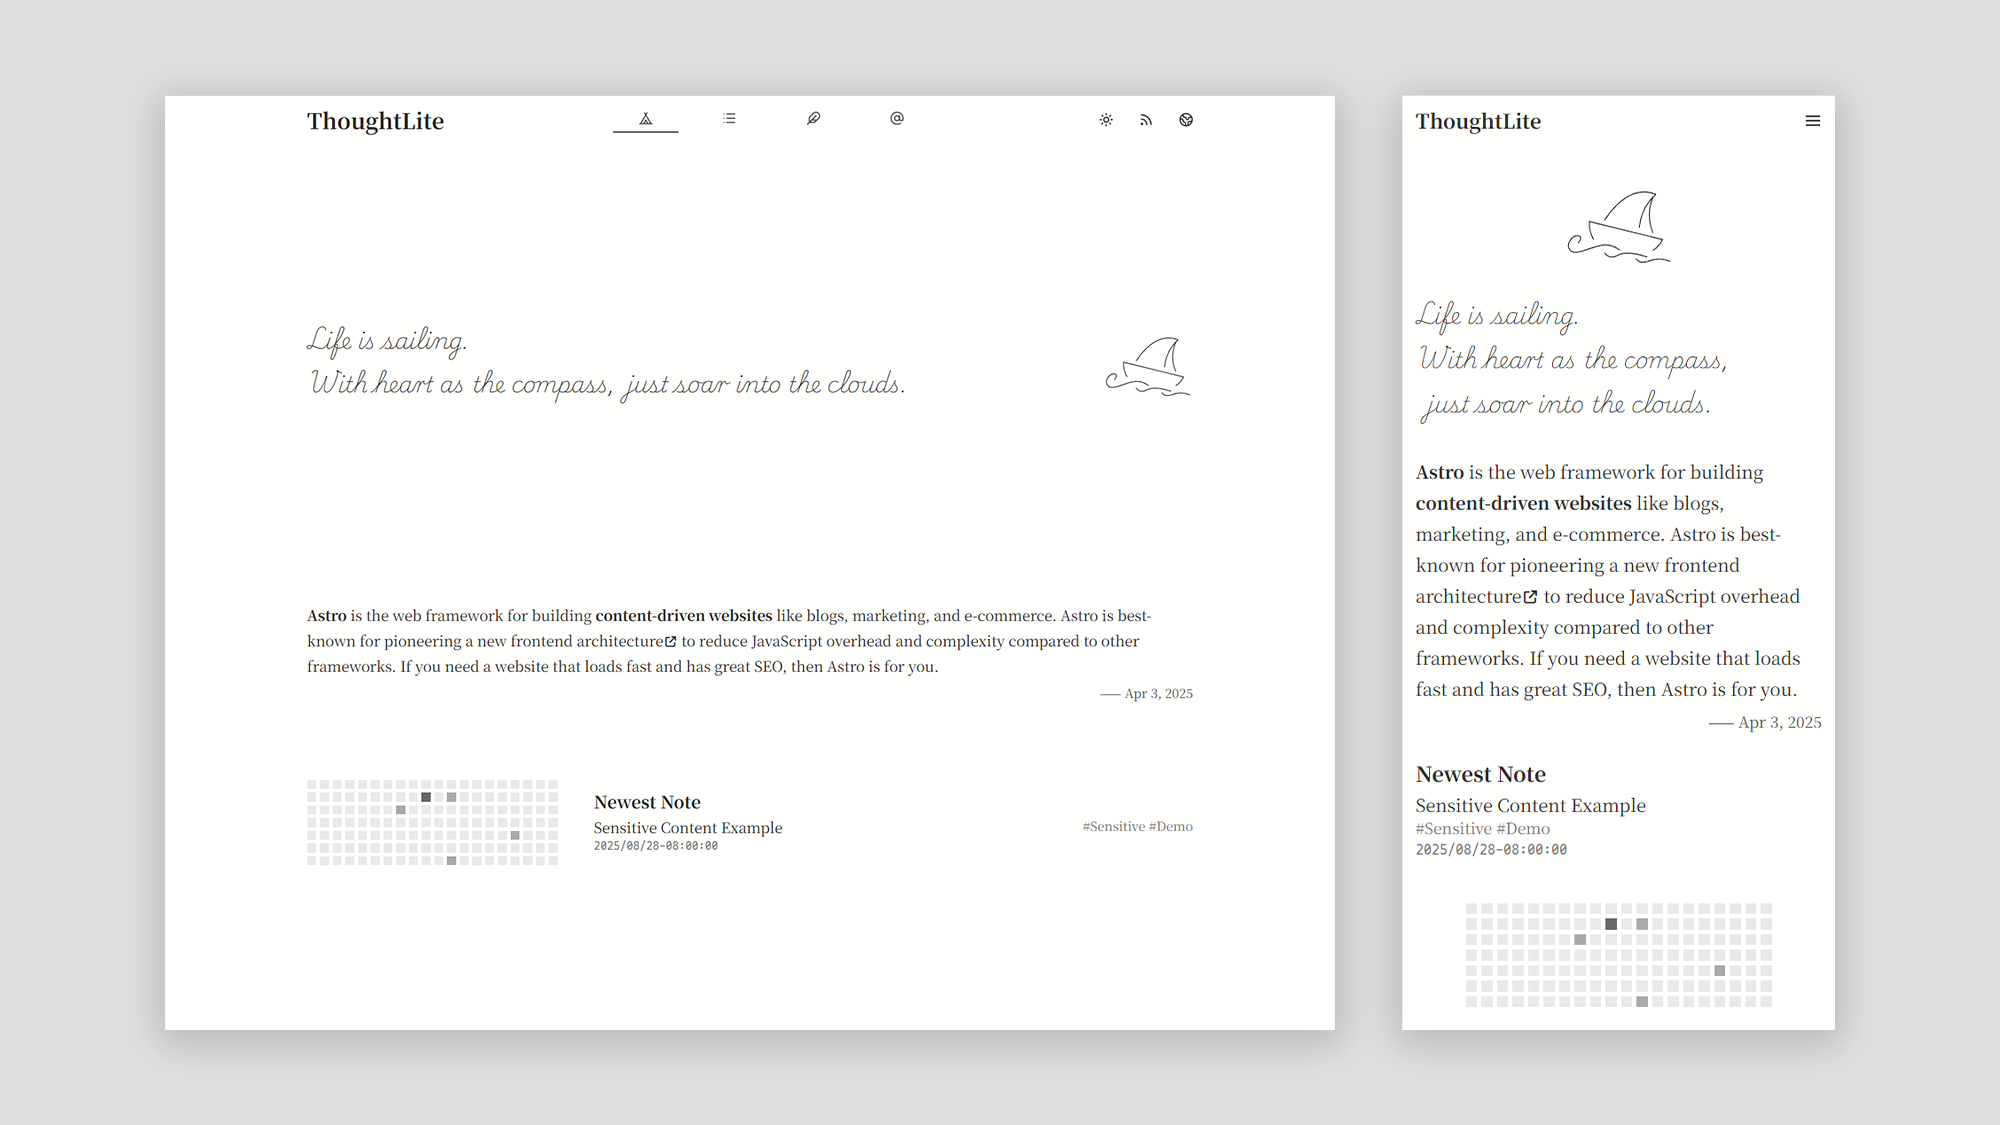 ThoughtLite
Life is sailing.
With heart as the compass, just soar into the clouds.
Astro is the web framework for building content-driven websites like blogs, marketing, and e-commerce. Astro is best-
known for pioneering a new frontend architecture to reduce JavaScript overhead and complexity compared to other
frameworks. If you need a website that loads fast and has great SEO, then Astro is for you.
—— Apr 3, 2025
Newest Note
Sensitive Content Example
#Sensitive #Demo
2025/08/28-08:00:00
ThoughtLite
Life is sailing.
With heart as the compass,
just soar into the clouds.
Astro is the web framework for building
content-driven websites like blogs,
marketing, and e-commerce. Astro is best-
known for pioneering a new frontend
architecture to reduce JavaScript overhead
and complexity compared to other
frameworks. If you need a website that loads
fast and has great SEO, then Astro is for you.
—— Apr 3, 2025
Newest Note
Sensitive Content Example
#Sensitive #Demo
2025/08/28-08:00:00